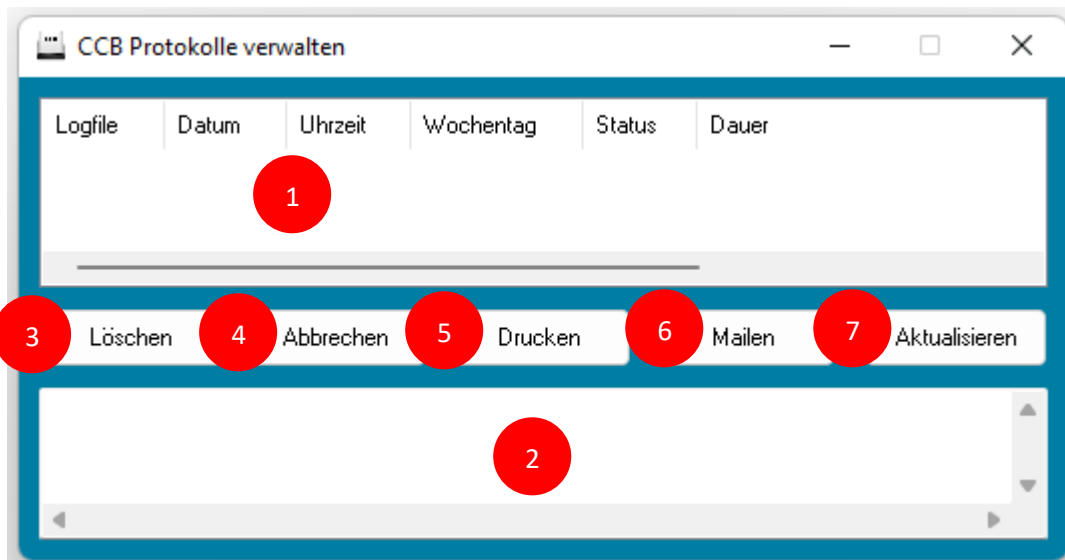 CCB Protokolle verwalten
Logfile Datum Uhrzeit Wochentag Status Dauer
1
3 Löschen 4 Abbrechen 5 Drucken 6 Mailen 7 Aktualisieren
2